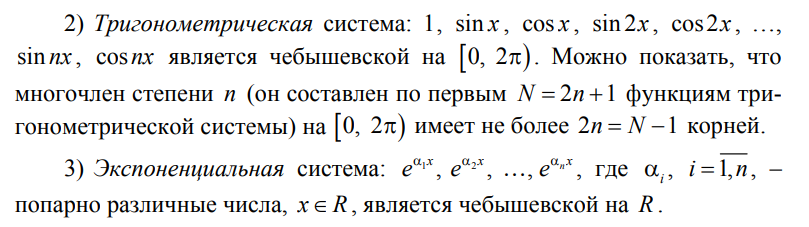 2) Тригонометрическая система: 1, sin x, cos x, sin 2x, cos 2x, …,
sin nx, cos nx является чебышевской на [0, 2π). Можно показать, что
многочлен степени n (он составлен по первым N = 2n + 1 функциям три-
гонометрической системы) на [0, 2π) имеет не более 2n = N − 1 корней.
3) Экспоненциальная система: e^{α₁x}, e^{α₂x}, …, e^{αₙx}, где αᵢ, i = \overline{1, n}, –
попарно различные числа, x ∈ R, является чебышевской на R.